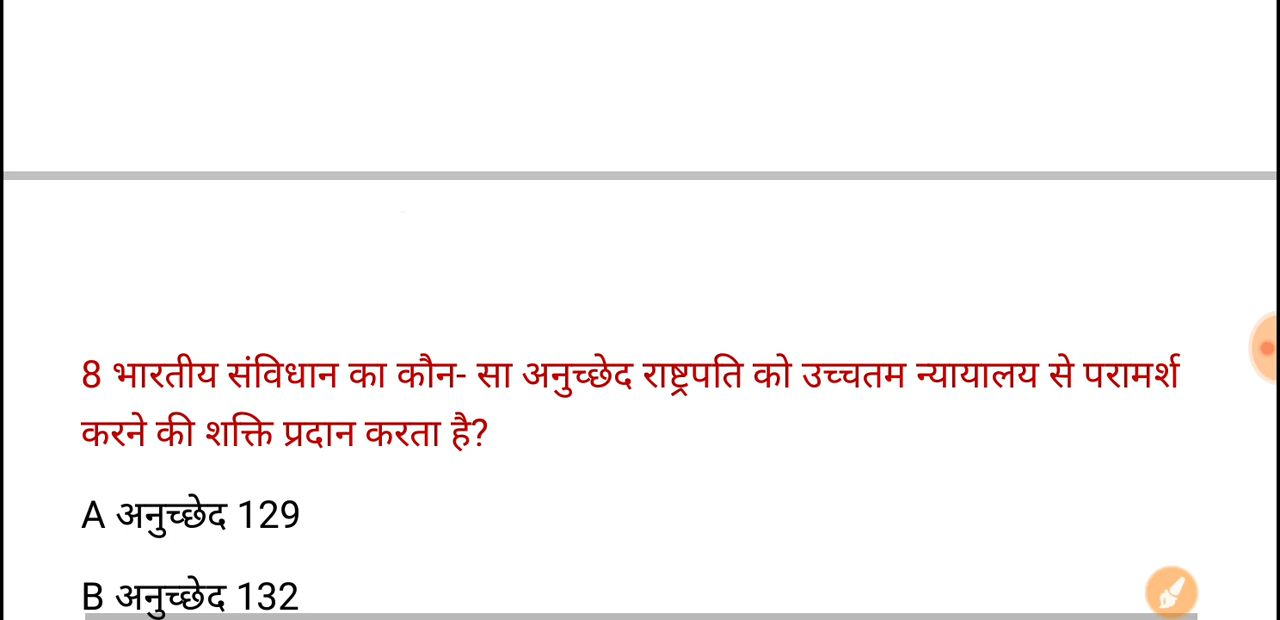 8 भारतीय संविधान का कौन- सा अनुच्छेद राष्ट्रपति को उच्चतम न्यायालय से परामर्श
करने की शक्ति प्रदान करता है?
A अनुच्छेद 129
B अनुच्छेद 132